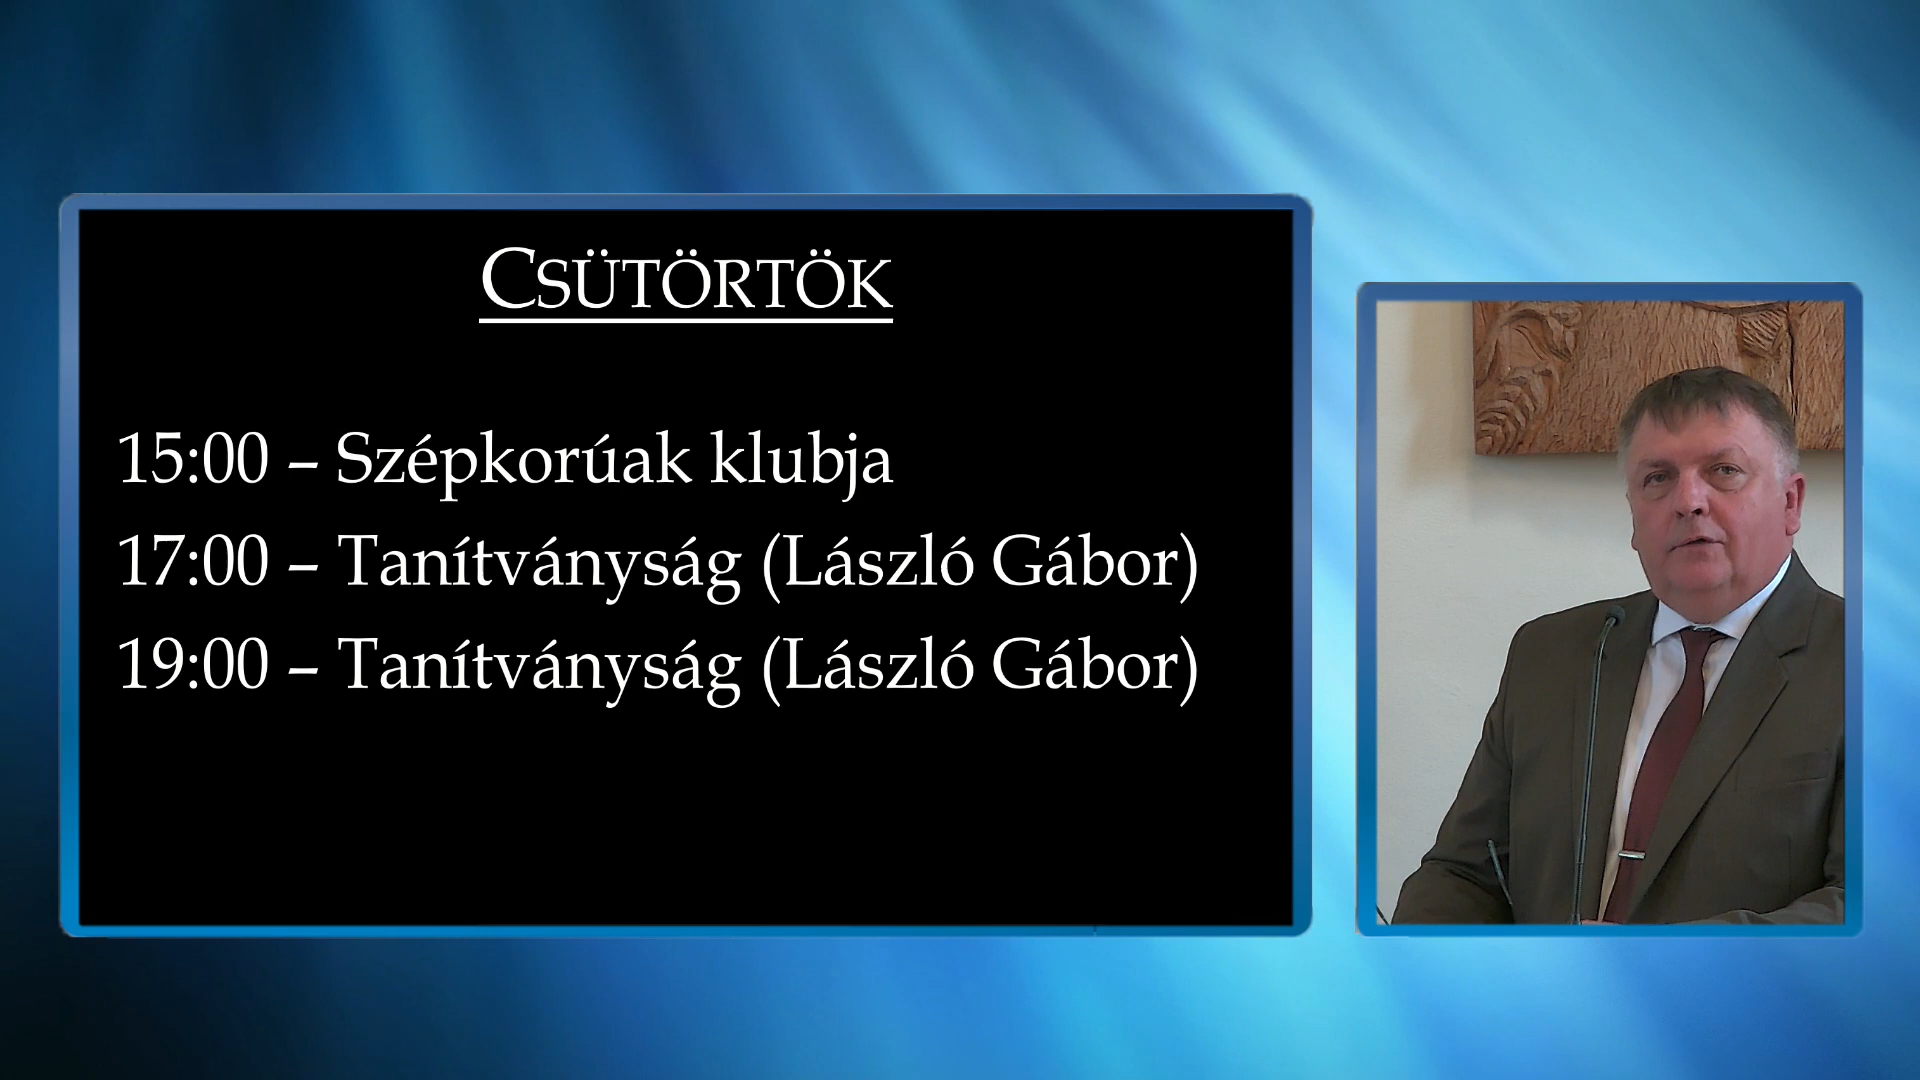 CSÜTÖRTÖK
15:00 – Szépkorúak klubja
17:00 – Tanítványság (László Gábor)
19:00 – Tanítványság (László Gábor)